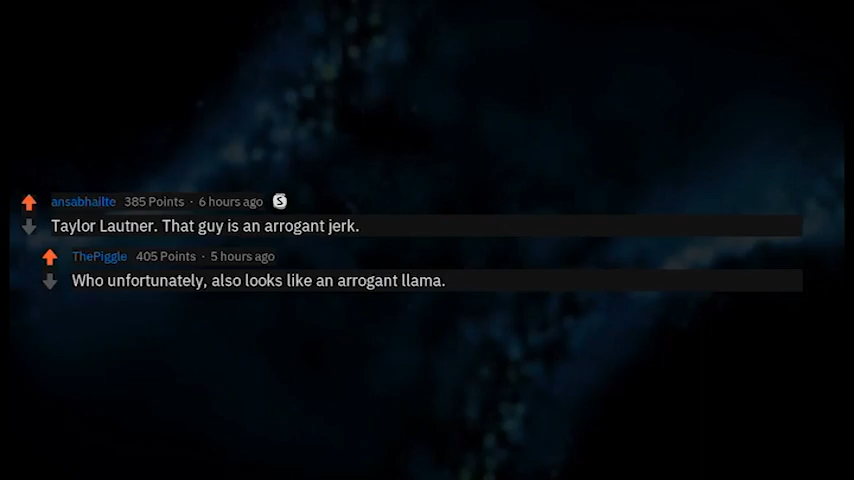 ansabhailte 385 Points · 6 hours ago S
Taylor Lautner. That guy is an arrogant jerk.
ThePiggle 405 Points · 5 hours ago
Who unfortunately, also looks like an arrogant llama.